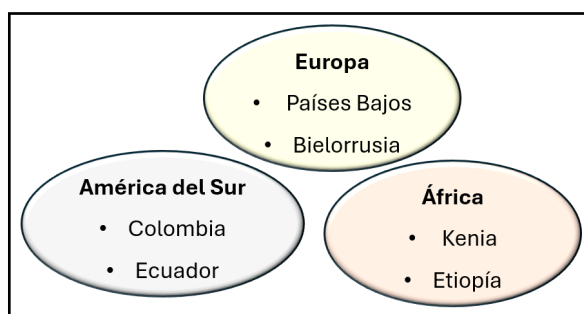 Europa
• Países Bajos
• Bielorrusia
América del Sur
• Colombia
• Ecuador
África
• Kenia
• Etiopía